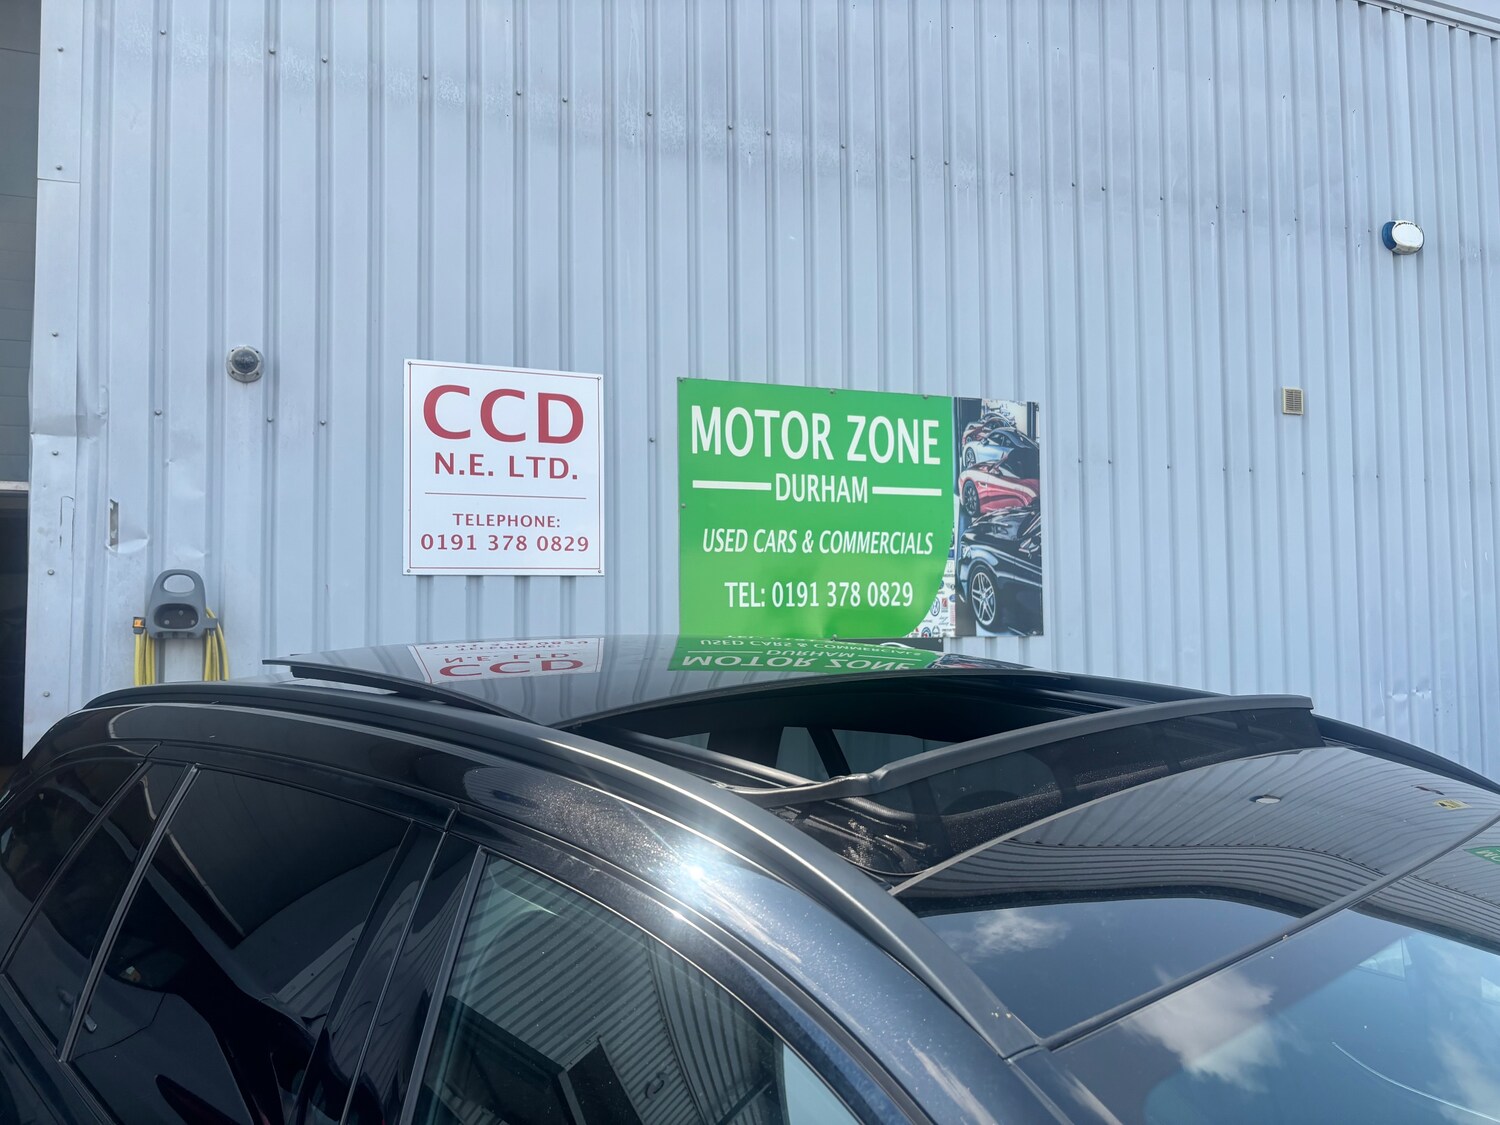 CCD
N.E. LTD.
TELEPHONE:
0191 378 0829
MOTOR ZONE
DURHAM
USED CARS & COMMERCIALS
TEL: 0191 378 0829